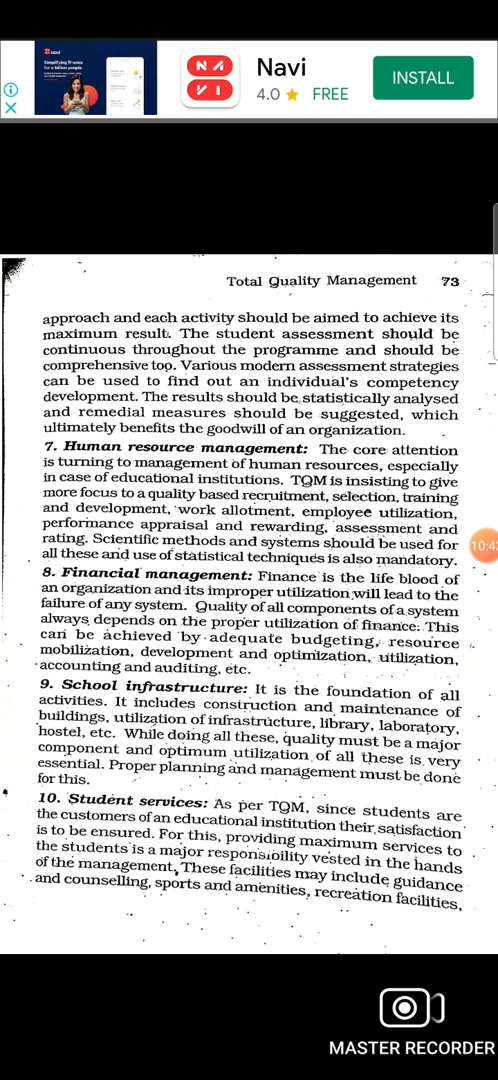 navi
Simplifying finance
for a billion people.
NA
VI
Navi
4.0 ★ FREE
INSTALL
Total Quality Management 73
approach and each activity should be aimed to achieve its
maximum result. The student assessment should be
continuous throughout the programme and should be
comprehensive too. Various modern assessment strategies
can be used to find out an individual's competency
development. The results should be statistically analysed
and remedial measures should be suggested, which
ultimately benefits the goodwill of an organization.
7. Human resource management: The core attention
is turning to management of human resources, especially
in case of educational institutions. TQM is insisting to give
more focus to a quality based recruitment, selection, training
and development, work allotment, employee utilization,
performance appraisal and rewarding, assessment and
rating. Scientific methods and systems should be used for
all these and use of statistical techniques is also mandatory.
10:4
8. Financial management: Finance is the life blood of
an organization and its improper utilization will lead to the
failure of any system. Quality of all components of a system
always depends on the proper utilization of finance. This
can be achieved by adequate budgeting, resource
mobilization, development and optimization, utilization,
accounting and auditing, etc.
9. School infrastructure: It is the foundation of all
activities. It includes construction and maintenance of
buildings, utilization of infrastructure, library, laboratory,
hostel, etc. While doing all these, quality must be a major
component and optimum utilization of all these is very
essential. Proper planning and management must be done
for this.
10. Student services: As per TQM, since students are
the customers of an educational institution their satisfaction
is to be ensured. For this, providing maximum services to
the students is a major responsibility vested in the hands
of the management. These facilities may include guidance
and counselling, sports and amenities, recreation facilities,
MASTER RECORDER